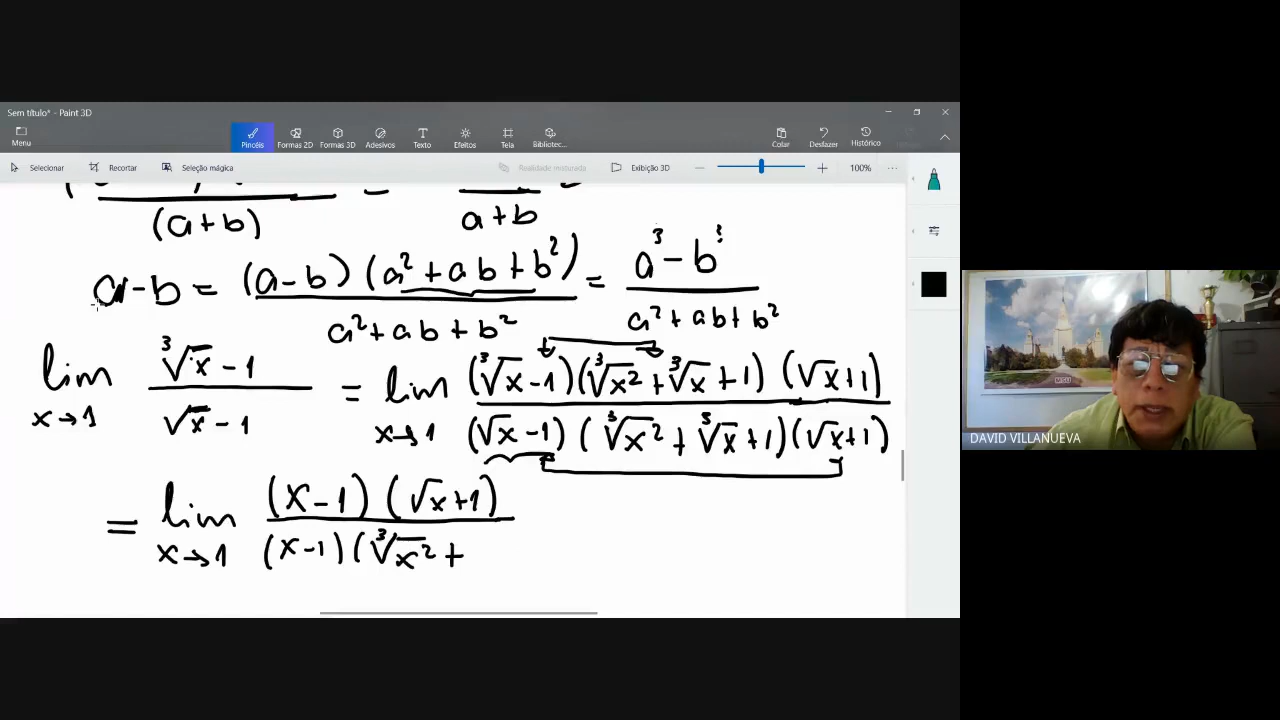 Sem título* - Paint 3D
Menu
Pincéis
Formas 2D
Formas 3D
Adesivos
Texto
Efeitos
Tela
Bibliotec...
Colar
Desfazer
Histórico
Selecionar
Recortar
Seleção mágica
Realidade misturada
Exibição 3D
100%
(a+b)
a+b
a-b = (a-b)(a²+ab+b²) / a²+ab+b² = a³-b³ / a²+ab+b²
lim x→1 ∛x -1 / √x -1 = lim x→1 (∛x -1)(∛x² + ∛x +1)(√x+1) / (√x -1)(∛x² + ∛x +1)(√x+1)
= lim x→1 (x-1)(√x+1) / (x-1)(∛x² +
MSU
DAVID VILLANUEVA